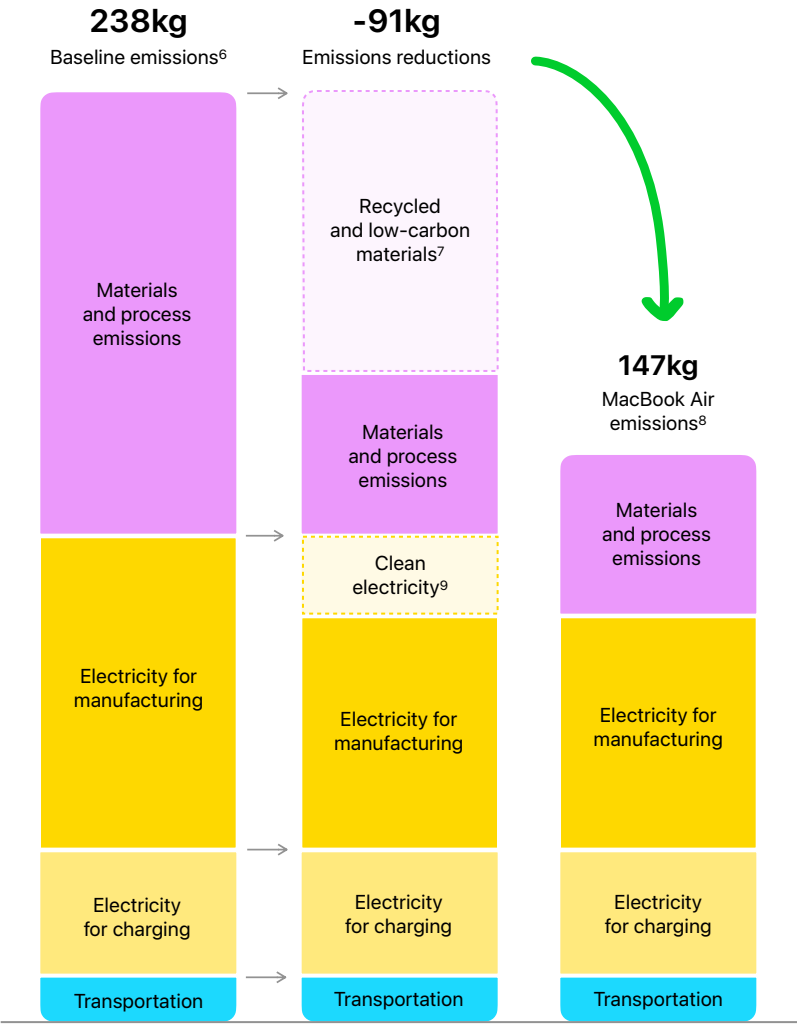 238kg
Baseline emissions⁶
Materials
and process
emissions
Electricity for
manufacturing
Electricity
for charging
Transportation
-91kg
Emissions reductions
Recycled
and low-carbon
materials⁷
Materials
and process
emissions
Clean
electricity⁹
Electricity for
manufacturing
Electricity
for charging
Transportation
147kg
MacBook Air
emissions⁸
Materials
and process
emissions
Electricity for
manufacturing
Electricity
for charging
Transportation